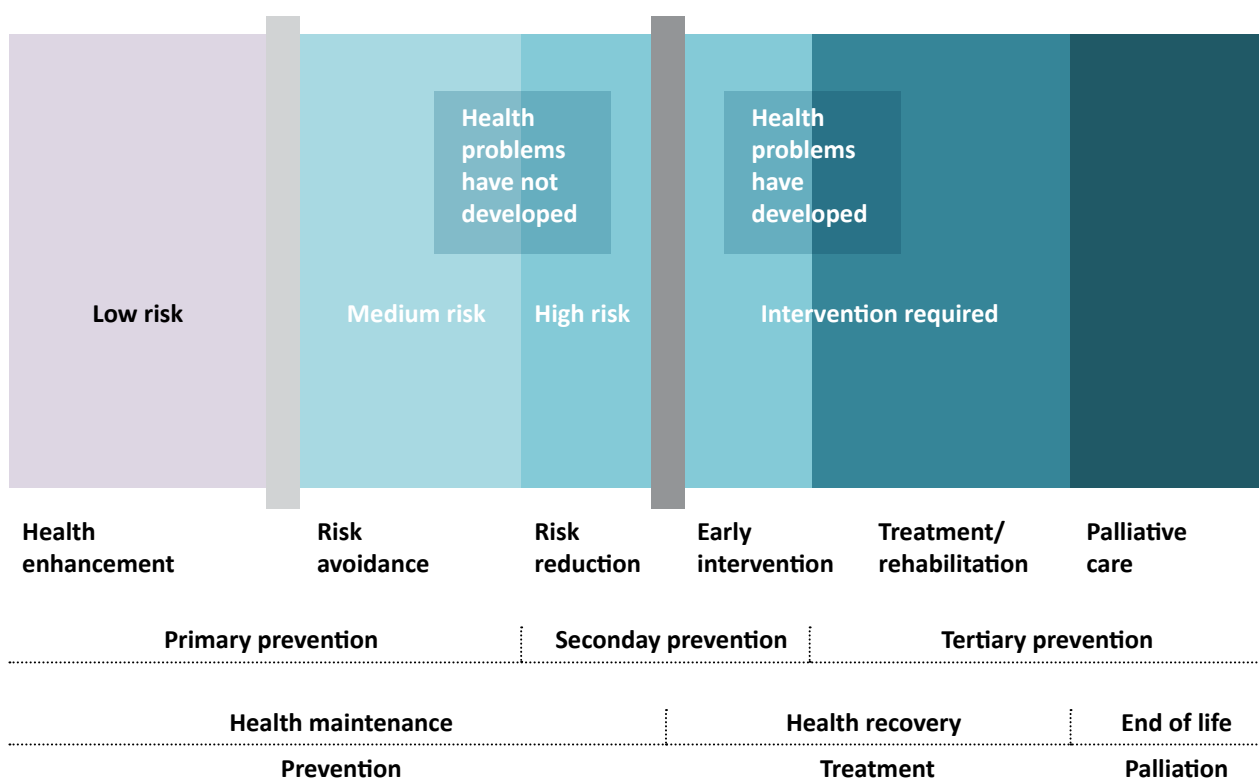 Health
problems
have not
developed
Health
problems
have
developed
Low risk
Medium risk
High risk
Intervention required
Health
enhancement
Risk
avoidance
Risk
reduction
Early
intervention
Treatment/
rehabilitation
Palliative
care
Primary prevention
Seconday prevention
Tertiary prevention
Health maintenance
Health recovery
End of life
Prevention
Treatment
Palliation